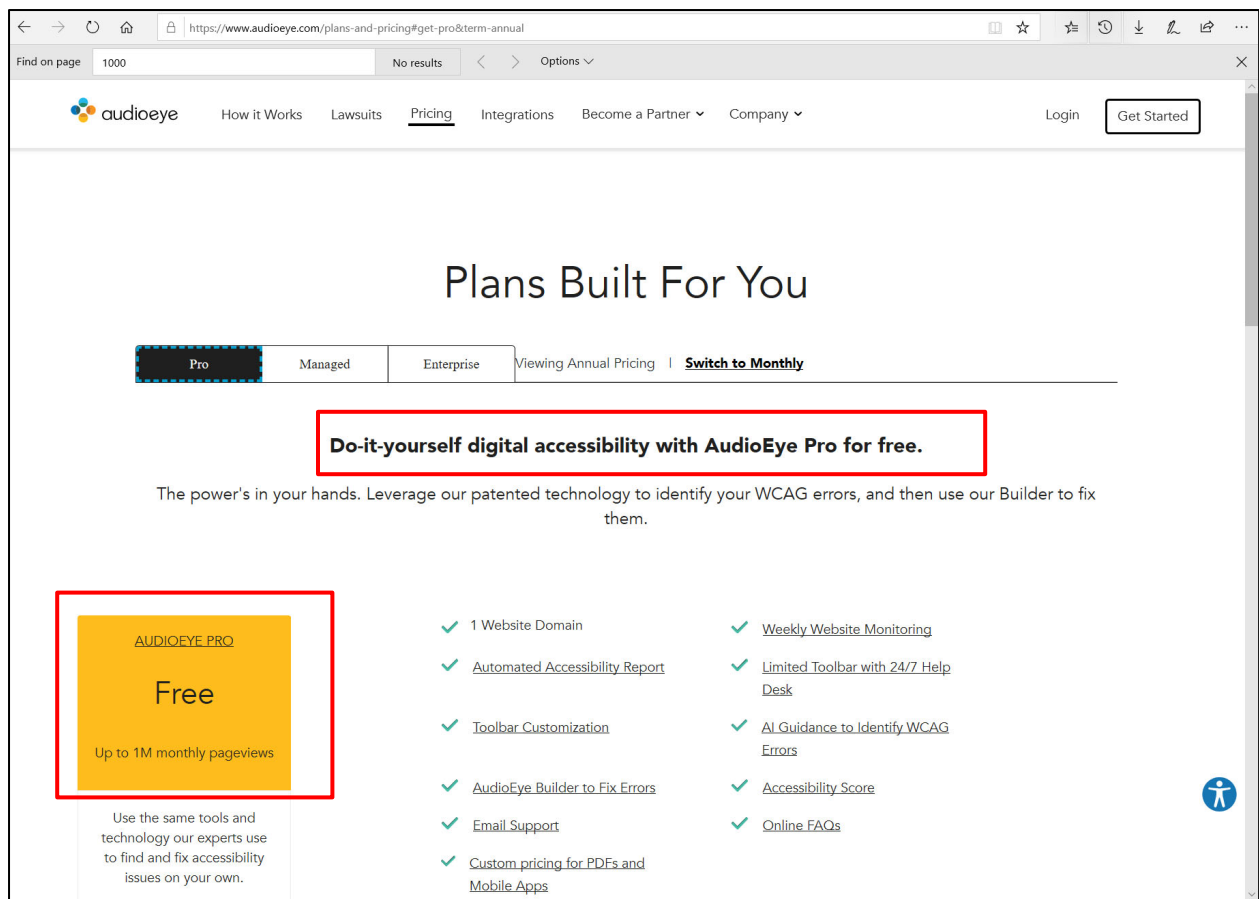 https://www.audioeye.com/plans-and-pricing#get-pro&term-annual
Find on page 1000 No results Options
audioeye How it Works Lawsuits Pricing Integrations Become a Partner Company Login Get Started
Plans Built For You
Pro Managed Enterprise Viewing Annual Pricing | Switch to Monthly
Do-it-yourself digital accessibility with AudioEye Pro for free.
The power's in your hands. Leverage our patented technology to identify your WCAG errors, and then use our Builder to fix
them.
AUDIOEYE PRO
Free
Up to 1M monthly pageviews
Use the same tools and
technology our experts use
to find and fix accessibility
issues on your own.
1 Website Domain
Automated Accessibility Report
Toolbar Customization
AudioEye Builder to Fix Errors
Email Support
Custom pricing for PDFs and
Mobile Apps
Weekly Website Monitoring
Limited Toolbar with 24/7 Help
Desk
AI Guidance to Identify WCAG
Errors
Accessibility Score
Online FAQs